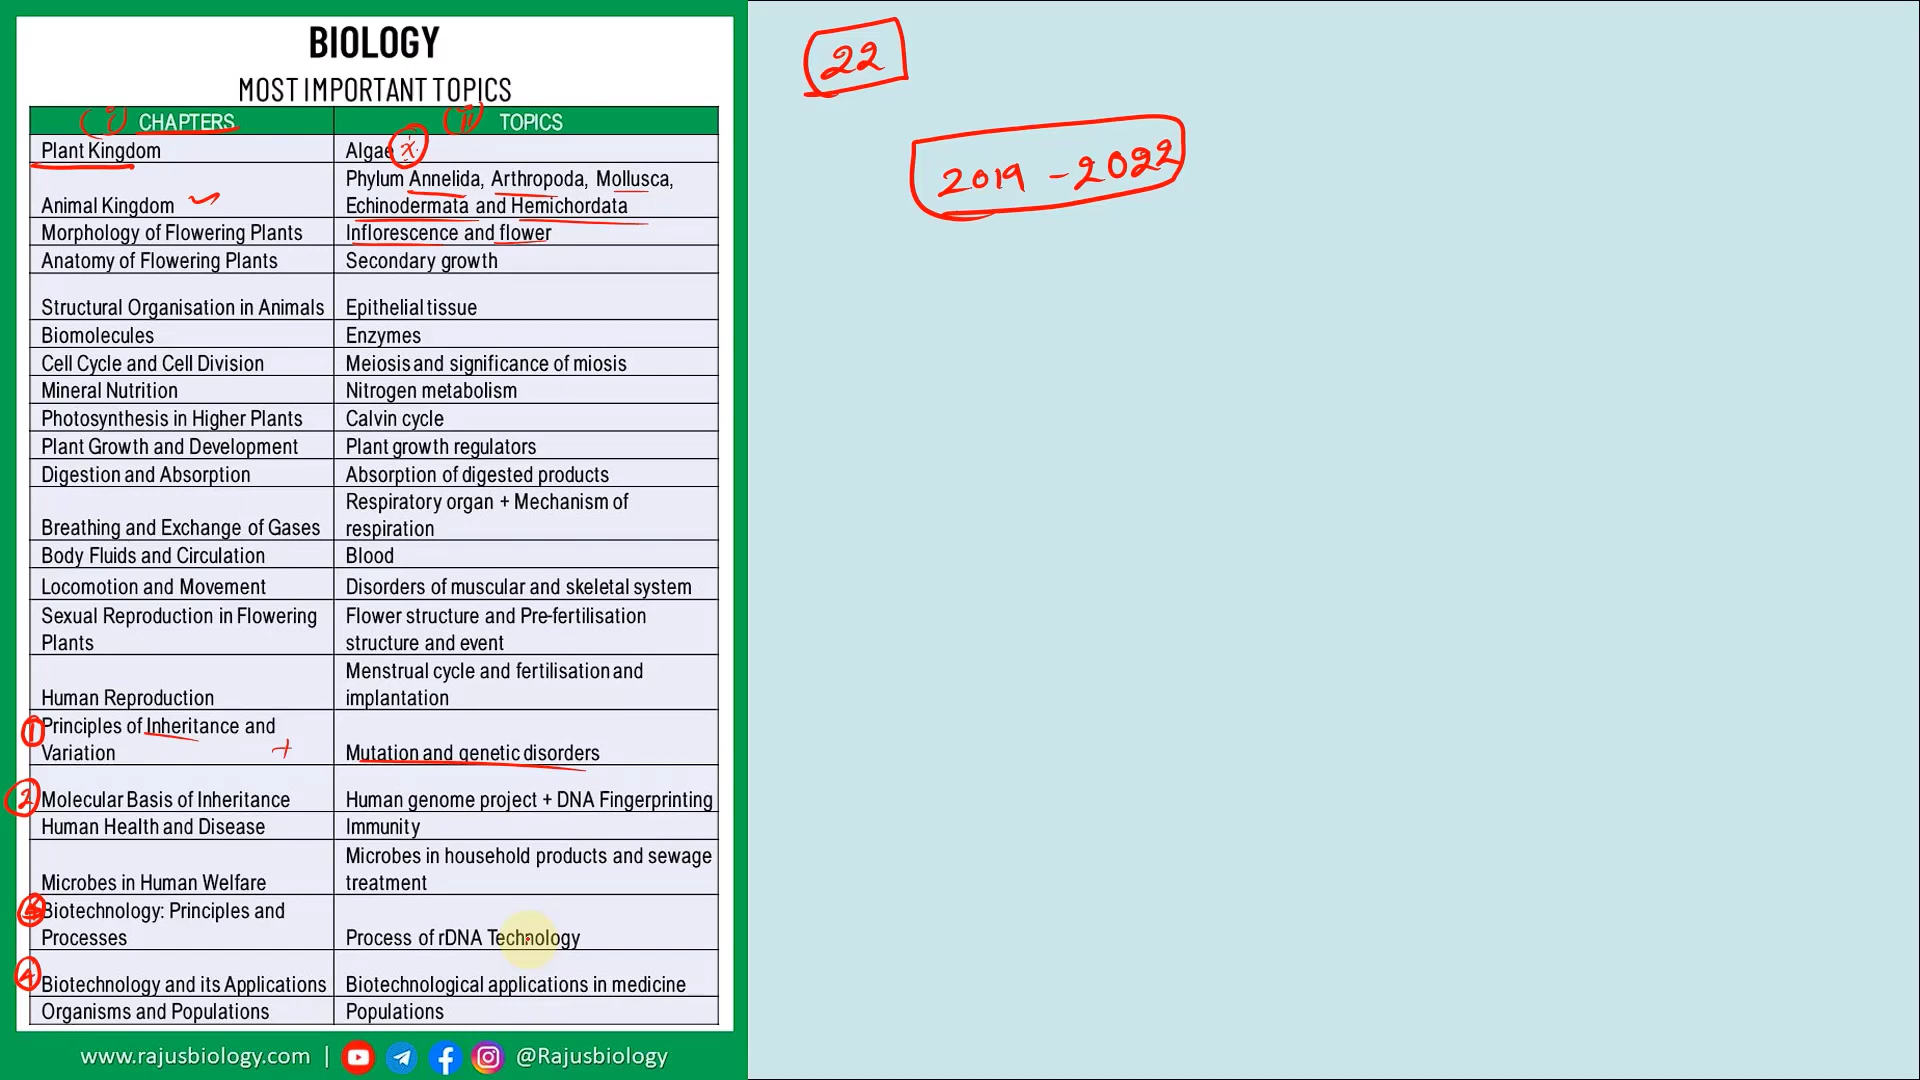 BIOLOGY
MOST IMPORTANT TOPICS
(i) CHAPTERS (ii) TOPICS
Plant Kingdom Algae x
Phylum Annelida, Arthropoda, Mollusca,
Animal Kingdom Echinodermata and Hemichordata
Morphology of Flowering Plants Inflorescence and flower
Anatomy of Flowering Plants Secondary growth
Structural Organisation in Animals Epithelial tissue
Biomolecules Enzymes
Cell Cycle and Cell Division Meiosis and significance of miosis
Mineral Nutrition Nitrogen metabolism
Photosynthesis in Higher Plants Calvin cycle
Plant Growth and Development Plant growth regulators
Digestion and Absorption Absorption of digested products
Respiratory organ + Mechanism of
Breathing and Exchange of Gases respiration
Body Fluids and Circulation Blood
Locomotion and Movement Disorders of muscular and skeletal system
Sexual Reproduction in Flowering Flower structure and Pre-fertilisation
Plants structure and event
Menstrual cycle and fertilisation and
Human Reproduction implantation
1 Principles of Inheritance and
Variation + Mutation and genetic disorders
2 Molecular Basis of Inheritance Human genome project + DNA Fingerprinting
Human Health and Disease Immunity
Microbes in household products and sewage
Microbes in Human Welfare treatment
Biotechnology: Principles and
Processes Process of rDNA Technology
4 Biotechnology and its Applications Biotechnological applications in medicine
Organisms and Populations Populations
www.rajusbiology.com | @Rajusbiology
22
2019 - 2022